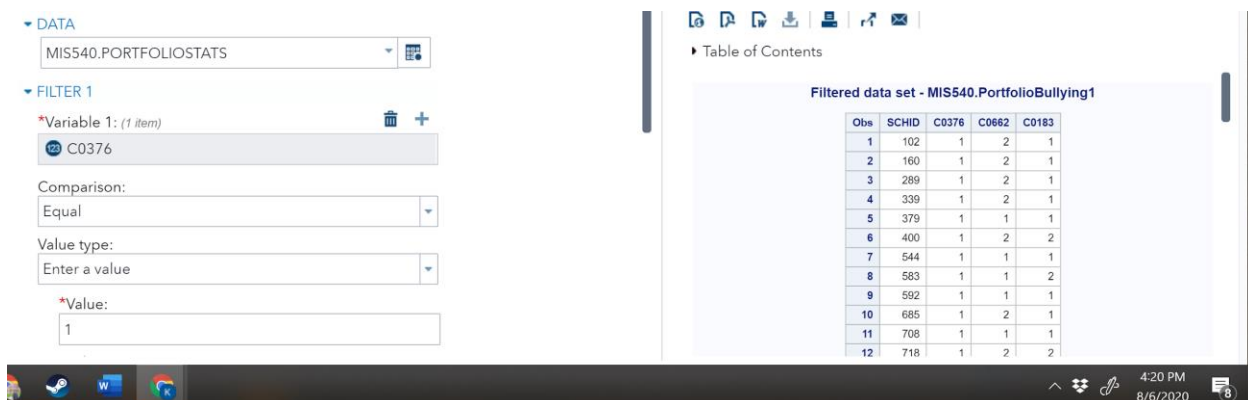 DATA
MIS540.PORTFOLIOSTATS
FILTER 1
*Variable 1: (1 item)
123 C0376
Comparison:
Equal
Value type:
Enter a value
*Value:
1
Table of Contents
Filtered data set - MIS540.PortfolioBullying1
Obs SCHID C0376 C0662 C0183
1 102 1 2 1
2 160 1 2 1
3 289 1 2 1
4 339 1 2 1
5 379 1 1 1
6 400 1 2 2
7 544 1 1 1
8 583 1 1 2
9 592 1 1 1
10 685 1 2 1
11 708 1 1 1
12 718 1 2 2
W
K
4:20 PM
8/6/2020
8